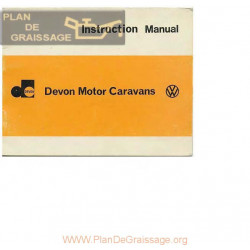 PLAN
DE
GRAISSAGE
Instruction Manual
Devon Motor Caravans
www.PlanDeGraissage.org